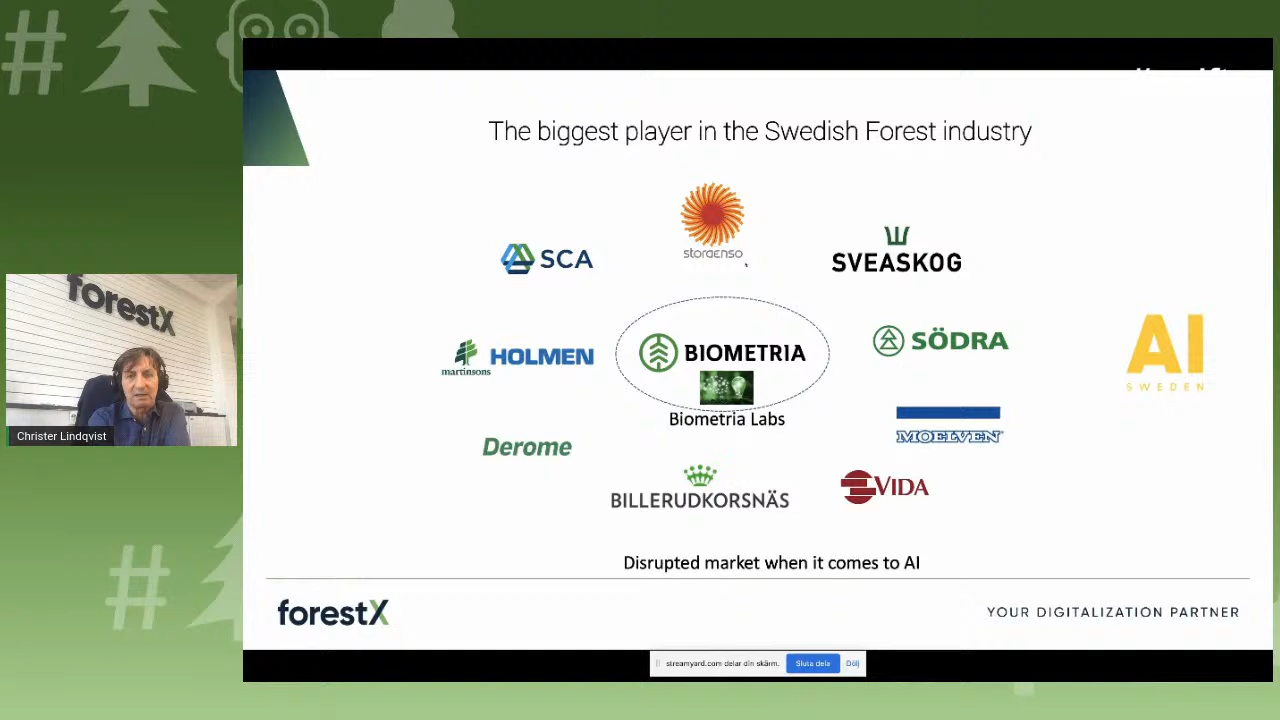 The biggest player in the Swedish Forest industry
storaenso
SCA
SVEASKOG
forestX
martinsons
HOLMEN
BIOMETRIA
SÖDRA
AI
SWEDEN
Biometria Labs
MOELVEN
Christer Lindqvist
Derome
BILLERUDKORSNÄS
VIDA
Disrupted market when it comes to AI
forestX
YOUR DIGITALIZATION PARTNER
streamyard.com delar din skärm.
Sluta dela
Dölj